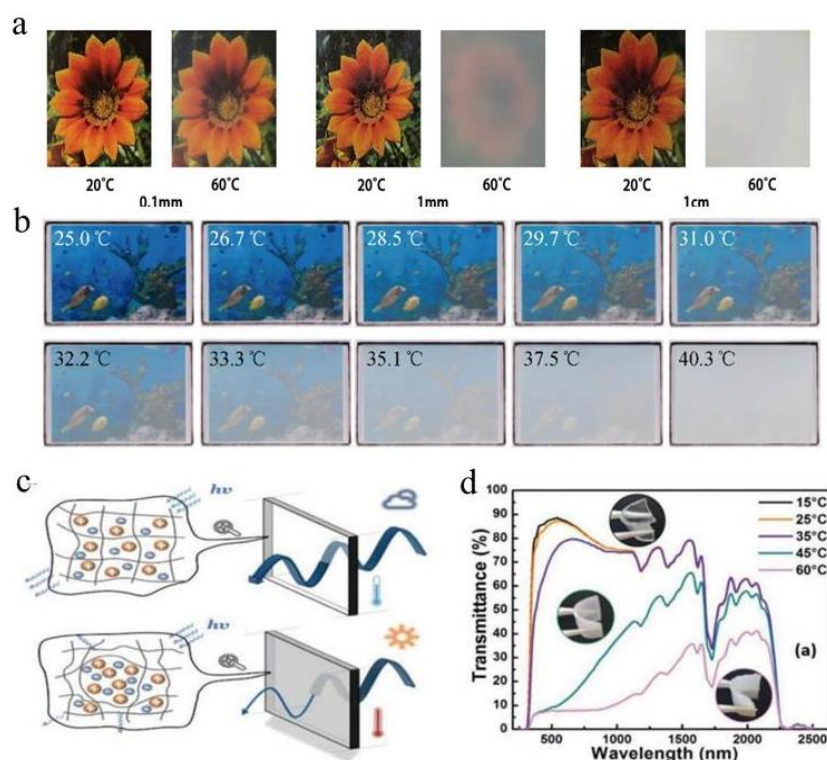 a
20°C 60°C 20°C 60°C 20°C 60°C
0.1mm 1mm 1cm
b
25.0 ℃ 26.7 ℃ 28.5 ℃ 29.7 ℃ 31.0 ℃
32.2 ℃ 33.3 ℃ 35.1 ℃ 37.5 ℃ 40.3 ℃
c
hν
hν
d
100
90
80
70
60
50
40
30
20
10
0
Transmittance (%)
15°C
25°C
35°C
45°C
60°C
(a)
500 1000 1500 2000 2500
Wavelength (nm)